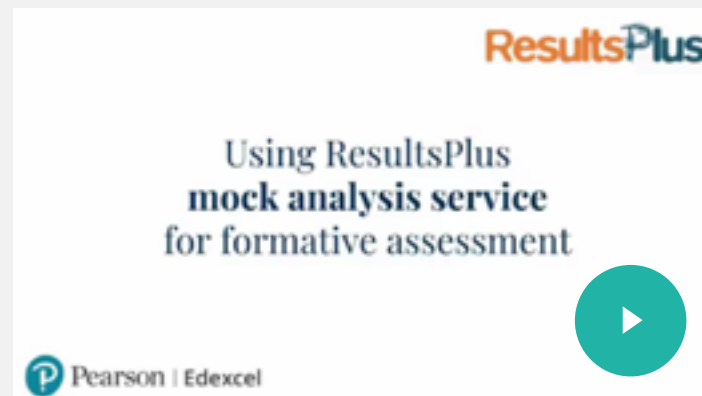 ResultsPlus
Using ResultsPlus
mock analysis service
for formative assessment
Pearson | Edexcel